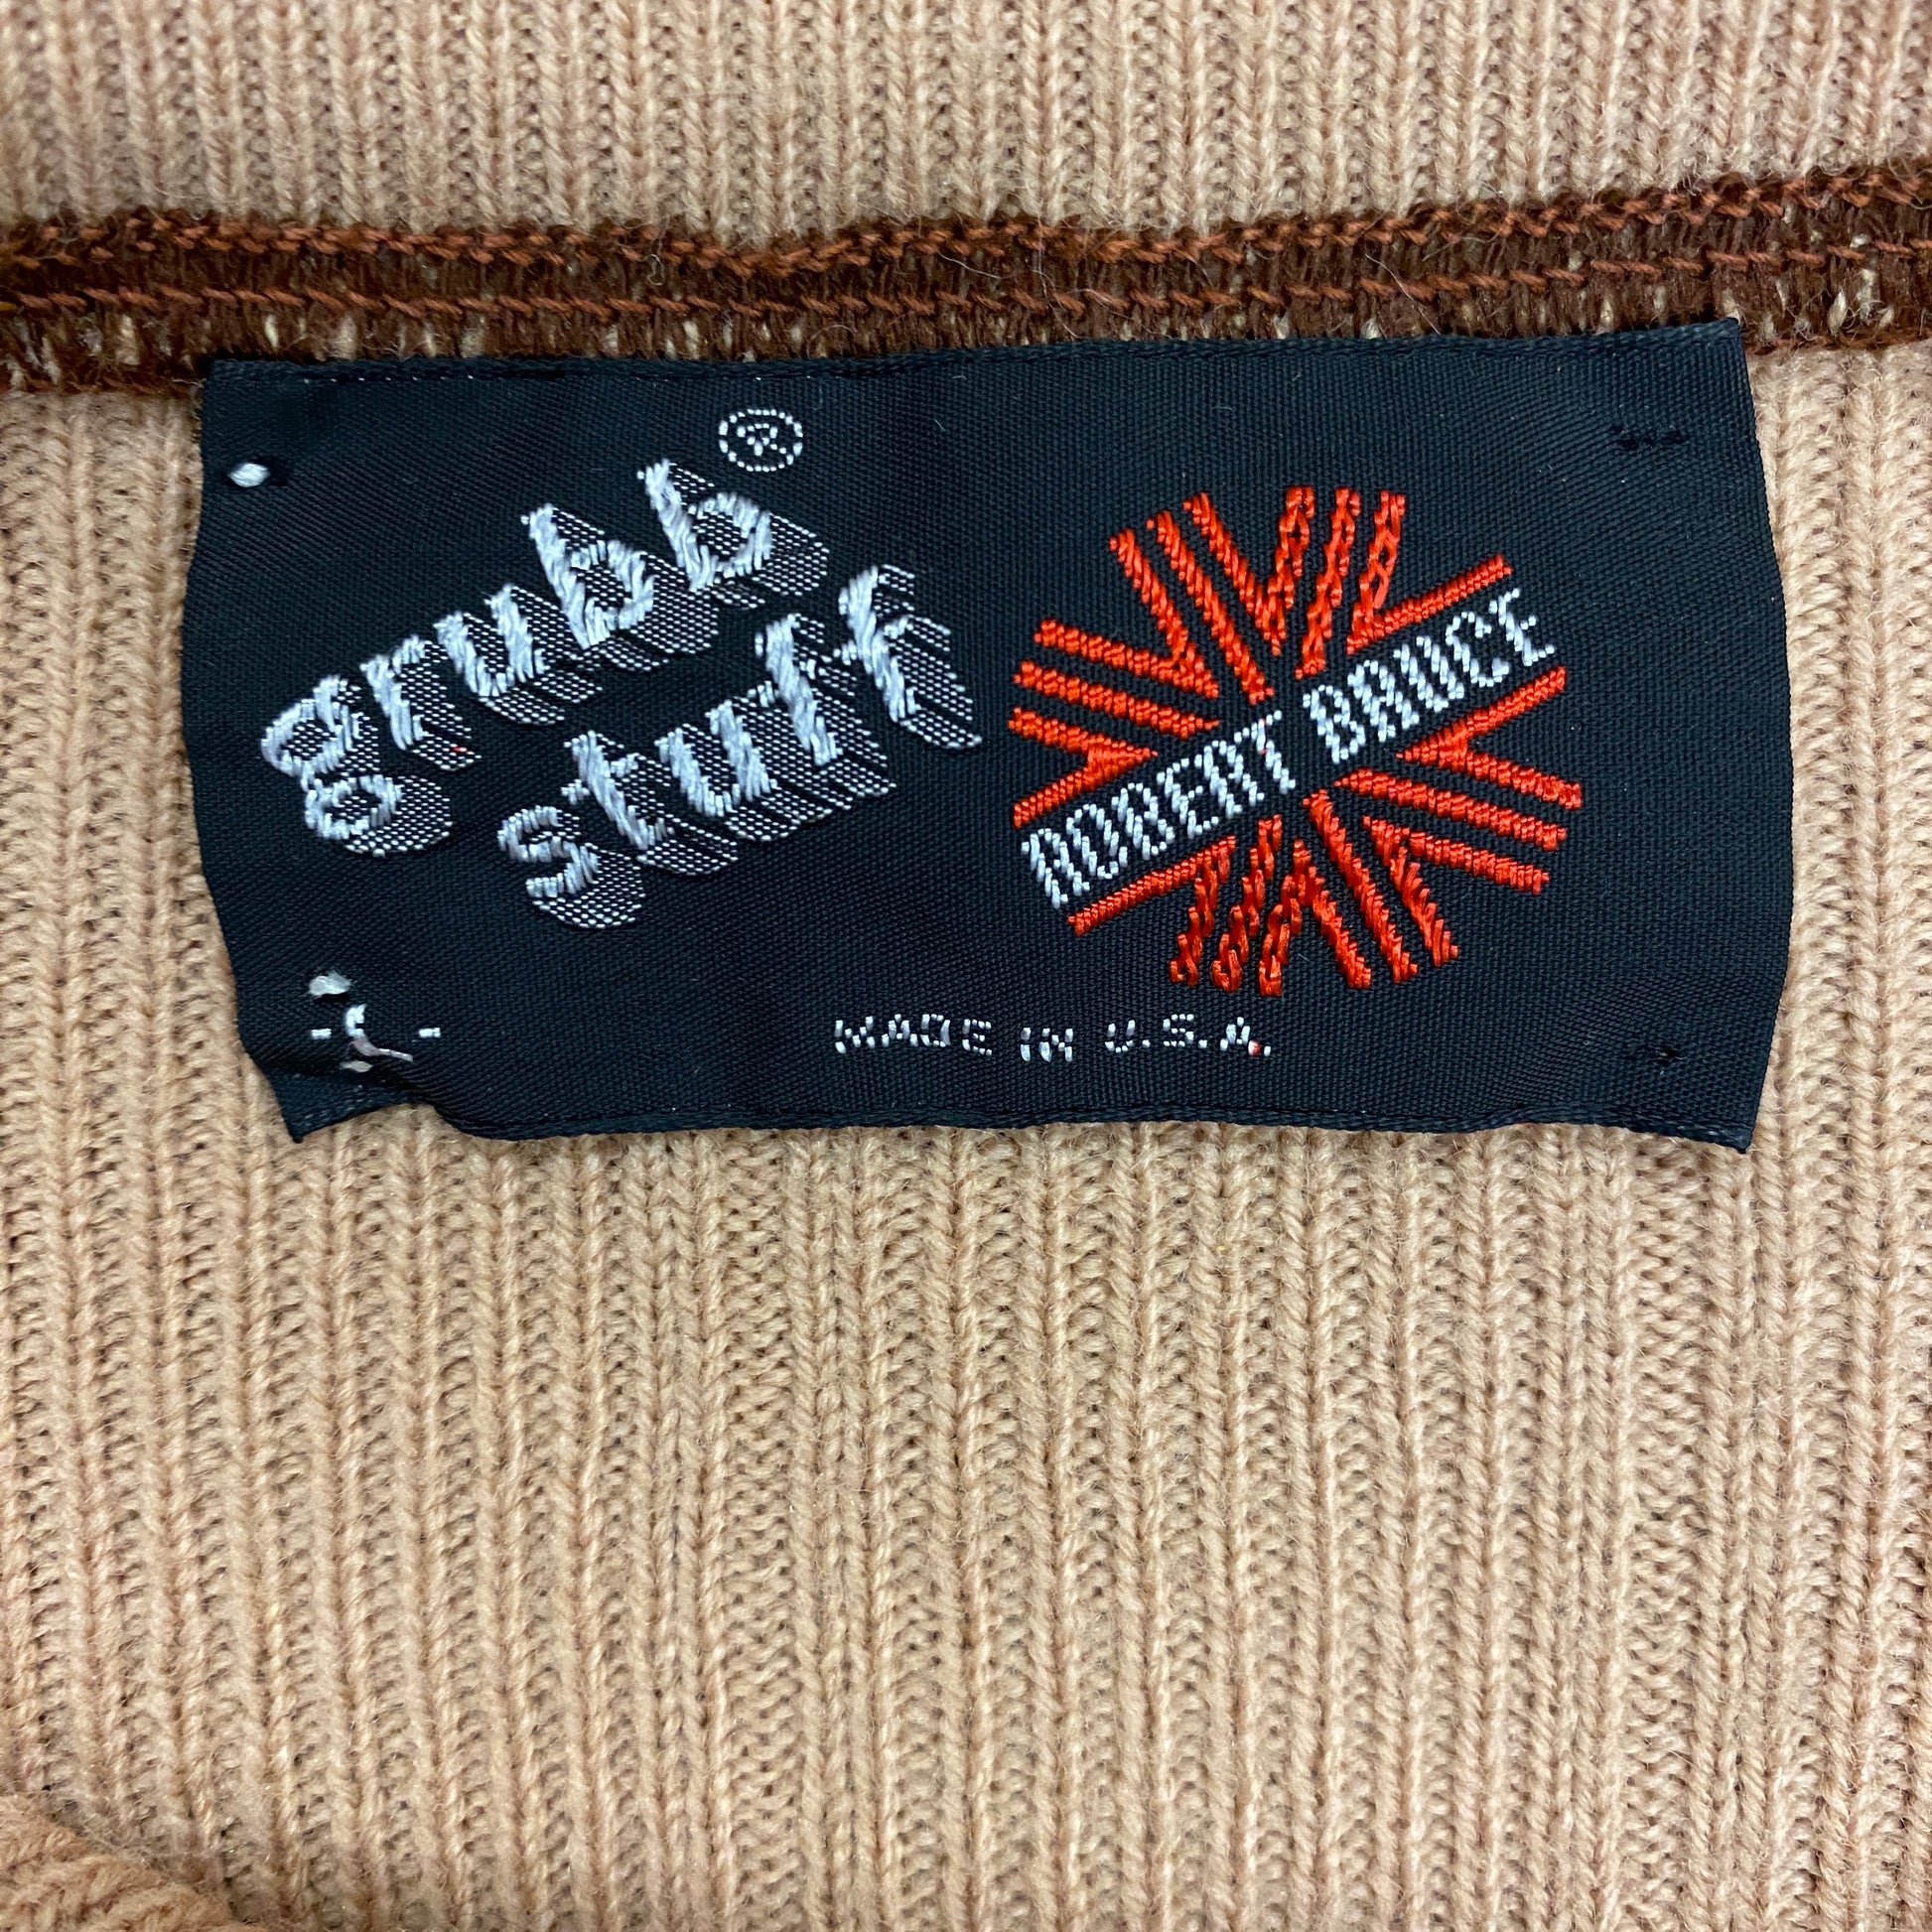 grubb®
stuff
ROBERT BRUCE
MADE IN U.S.A.